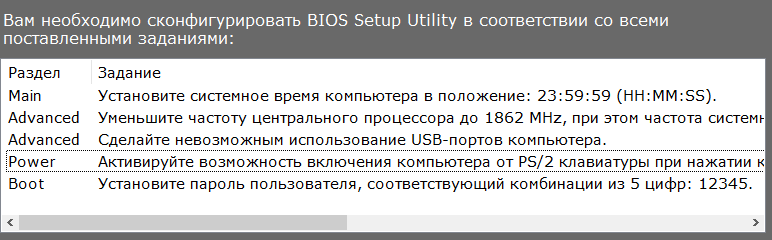 Вам необходимо сконфигурировать BIOS Setup Utility в соответствии со всеми
поставленными заданиями:
Раздел Задание
Main Установите системное время компьютера в положение: 23:59:59 (HH:MM:SS).
Advanced Уменьшите частоту центрального процессора до 1862 MHz, при этом частота
Advanced Сделайте невозможным использование USB-портов компьютера.
Power Активируйте возможность включения компьютера от PS/2 клавиатуры при нажатии
Boot Установите пароль пользователя, соответствующий комбинации из 5 цифр: 12345.